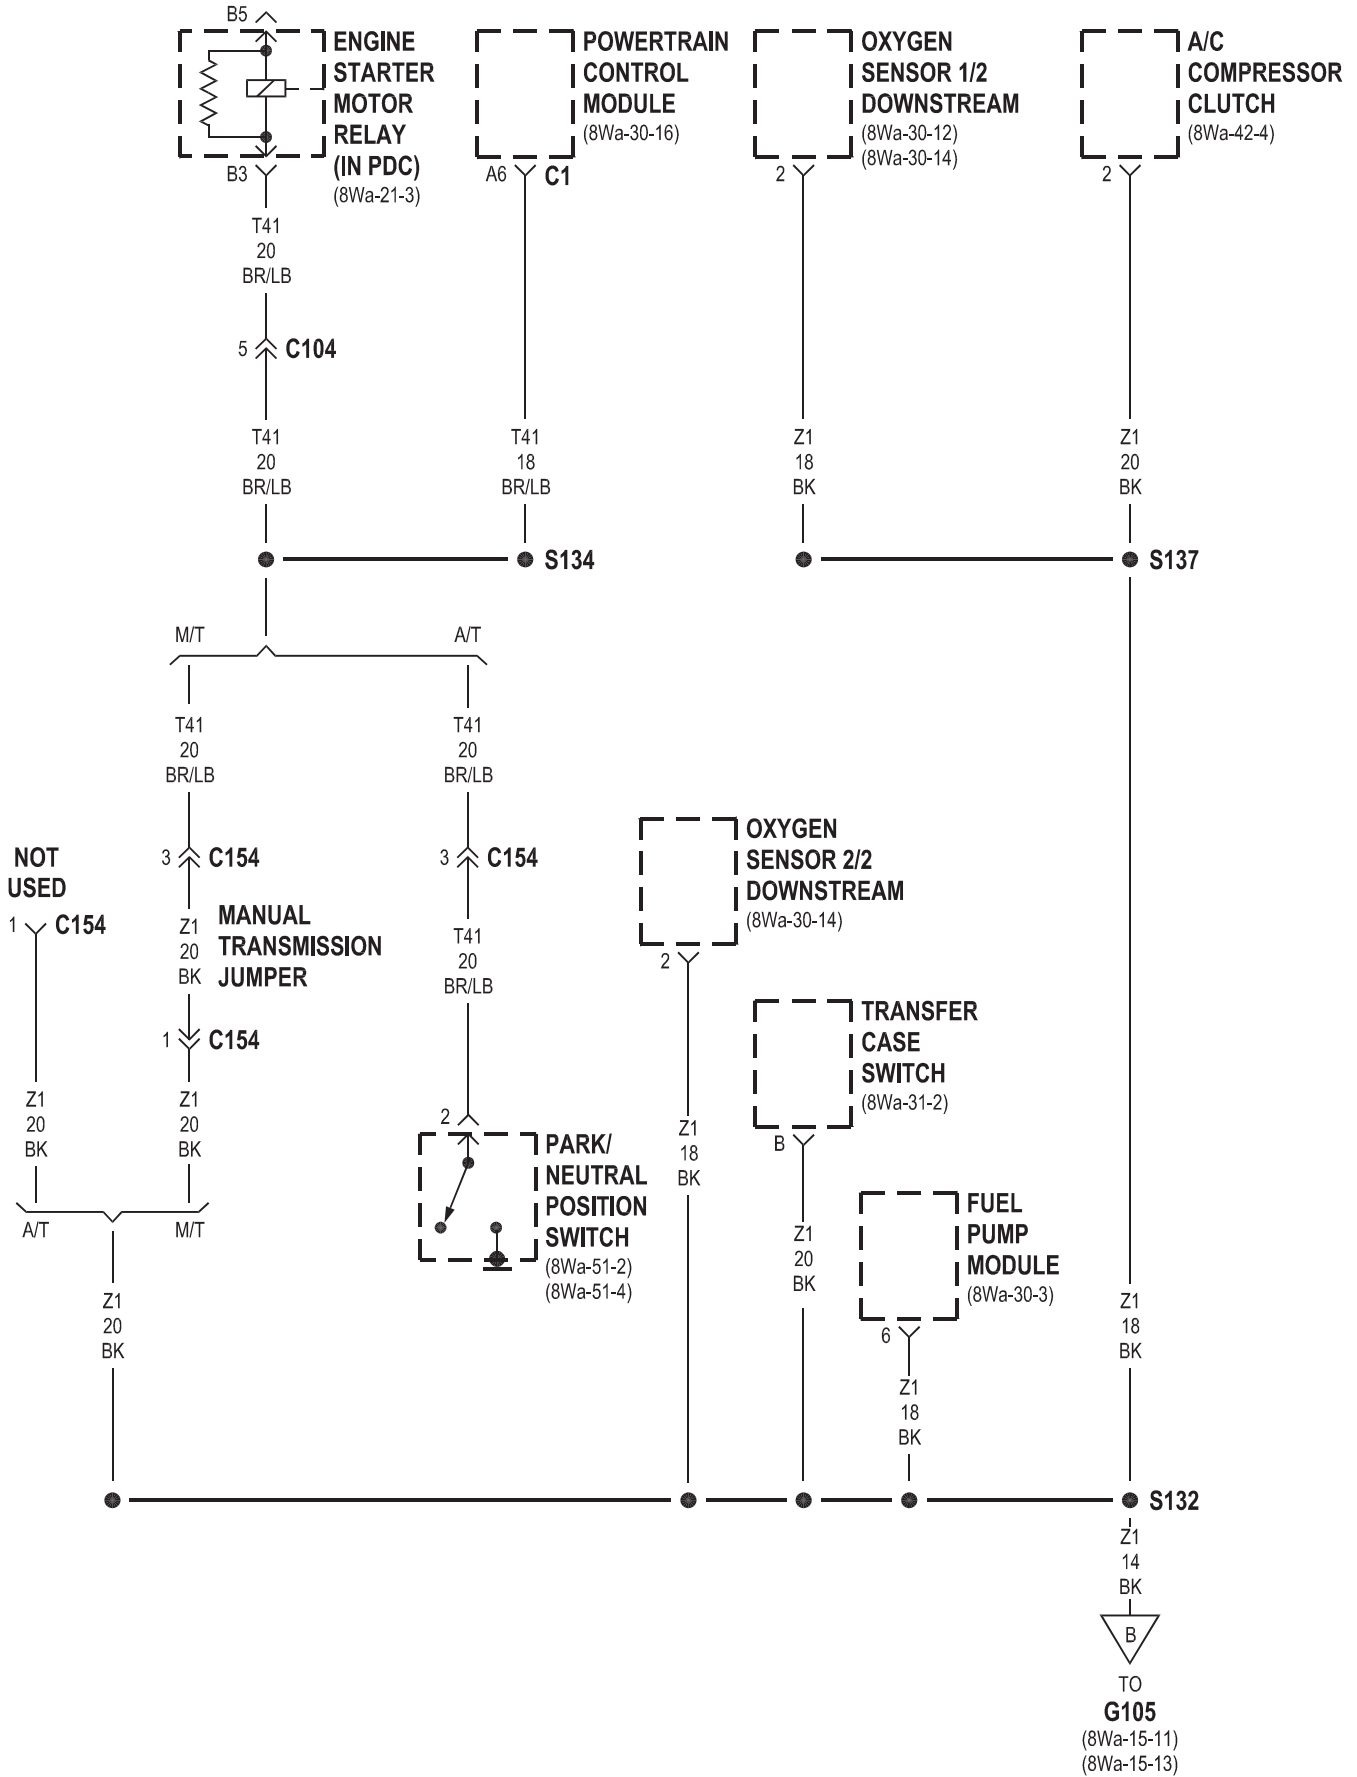 B5
ENGINE
STARTER
MOTOR
RELAY
(IN PDC)
(8Wa-21-3)
B3
POWERTRAIN
CONTROL
MODULE
(8Wa-30-16)
A6
C1
OXYGEN
SENSOR 1/2
DOWNSTREAM
(8Wa-30-12)
(8Wa-30-14)
2
A/C
COMPRESSOR
CLUTCH
(8Wa-42-4)
2
T41
20
BR/LB
5
C104
T41
20
BR/LB
T41
18
BR/LB
Z1
18
BK
Z1
20
BK
S134
S137
M/T
A/T
T41
20
BR/LB
T41
20
BR/LB
NOT
USED
1
C154
3
C154
Z1
20
BK
MANUAL
TRANSMISSION
JUMPER
1
C154
3
C154
T41
20
BR/LB
2
PARK/
NEUTRAL
POSITION
SWITCH
(8Wa-51-2)
(8Wa-51-4)
OXYGEN
SENSOR 2/2
DOWNSTREAM
(8Wa-30-14)
2
TRANSFER
CASE
SWITCH
(8Wa-31-2)
B
FUEL
PUMP
MODULE
(8Wa-30-3)
6
Z1
20
BK
Z1
20
BK
A/T
M/T
Z1
20
BK
Z1
18
BK
Z1
20
BK
Z1
18
BK
Z1
18
BK
S132
Z1
14
BK
B
TO
G105
(8Wa-15-11)
(8Wa-15-13)